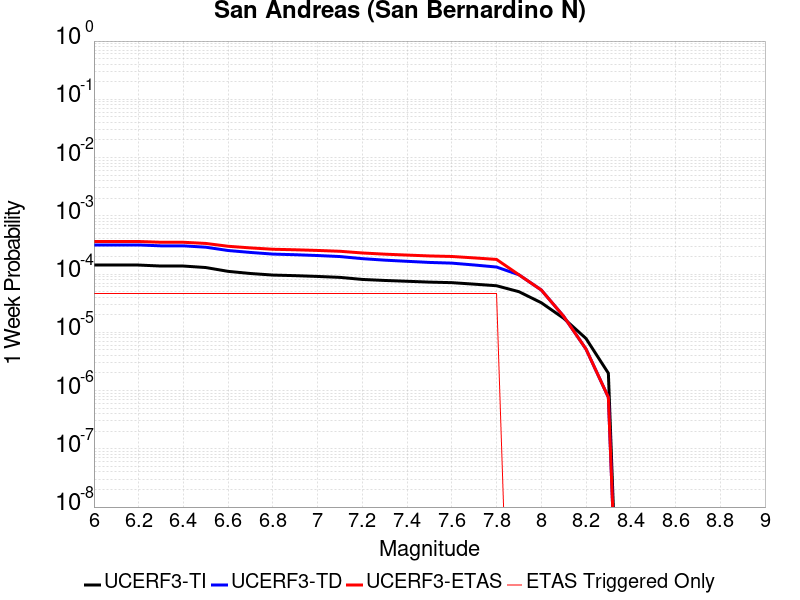 San Andreas (San Bernardino N)
10^0
10^-1
10^-2
10^-3
10^-4
10^-5
10^-6
10^-7
10^-8
1 Week Probability
6 6.2 6.4 6.6 6.8 7 7.2 7.4 7.6 7.8 8 8.2 8.4 8.6 8.8 9
Magnitude
UCERF3-TI UCERF3-TD UCERF3-ETAS ETAS Triggered Only